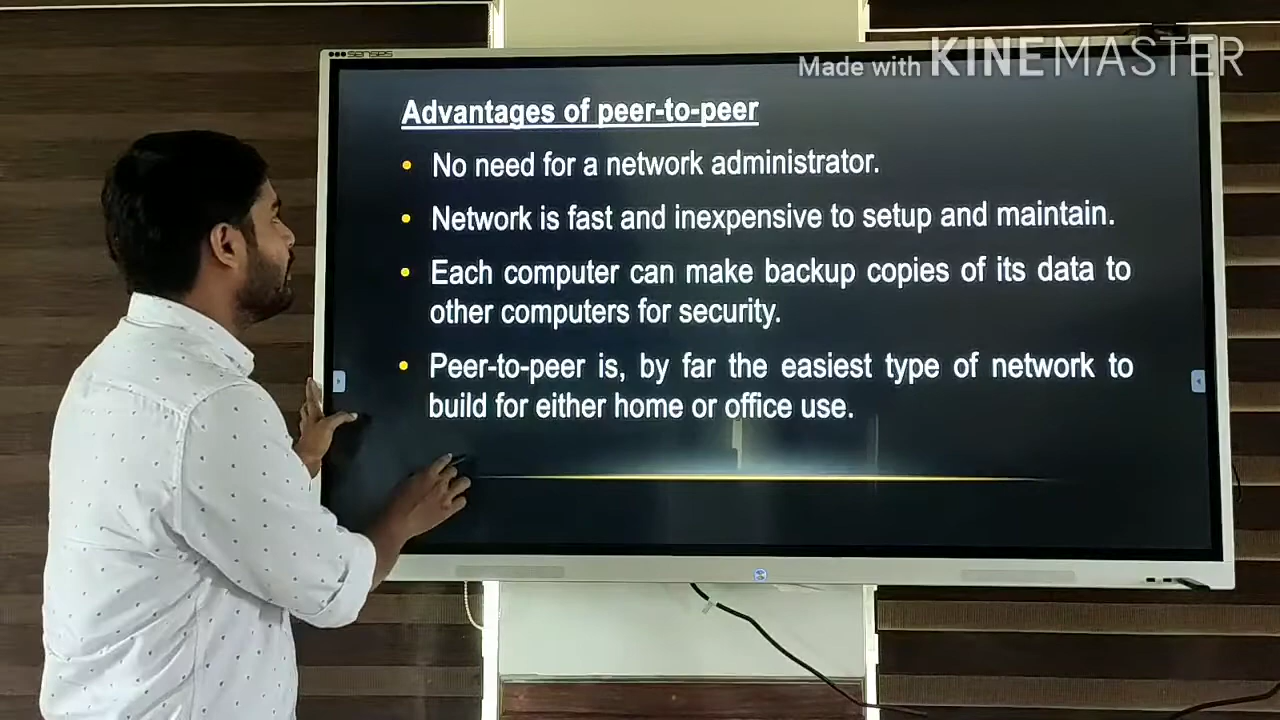 senses
Made with KINEMASTER
Advantages of peer-to-peer
• No need for a network administrator.
• Network is fast and inexpensive to setup and maintain.
• Each computer can make backup copies of its data to
other computers for security.
• Peer-to-peer is, by far the easiest type of network to
build for either home or office use.